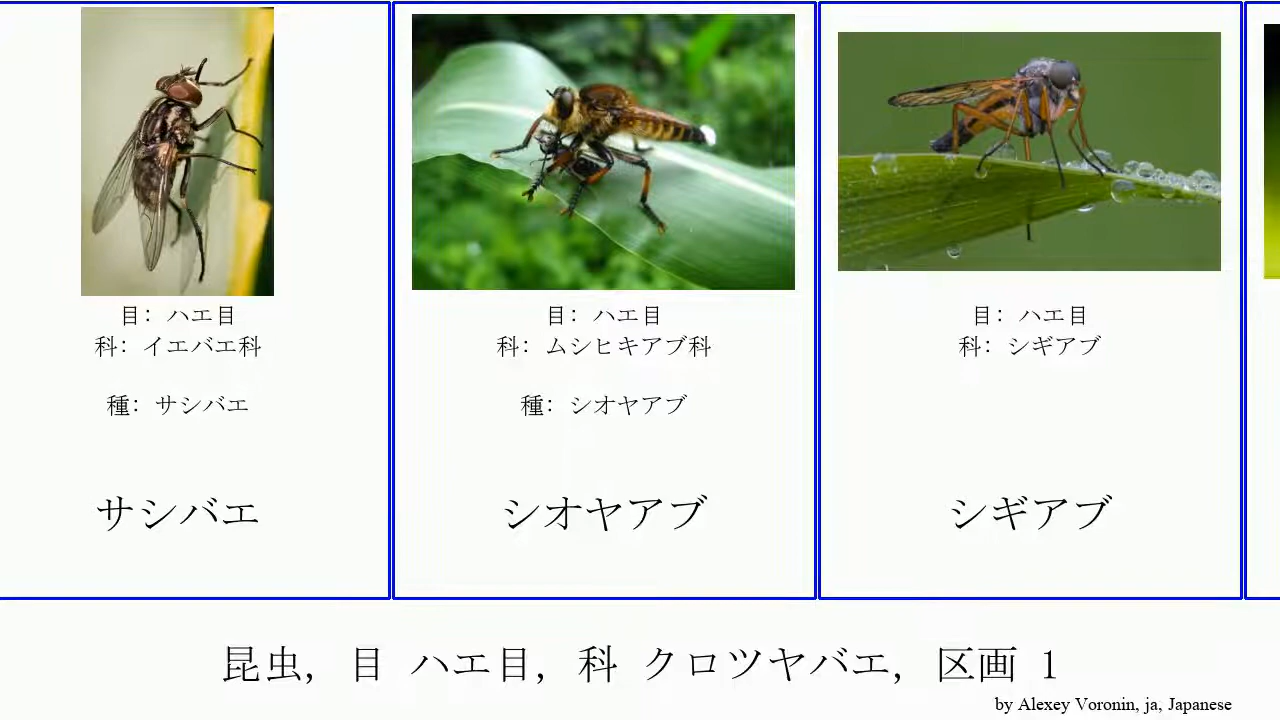 目: ハエ目
科: イエバエ科
種: サシバエ
サシバエ
目: ハエ目
科: ムシヒキアブ科
種: シオヤアブ
シオヤアブ
目: ハエ目
科: シギアブ
シギアブ
昆虫, 目 ハエ目, 科 クロツヤバエ, 区画 1
by Alexey Voronin, ja, Japanese